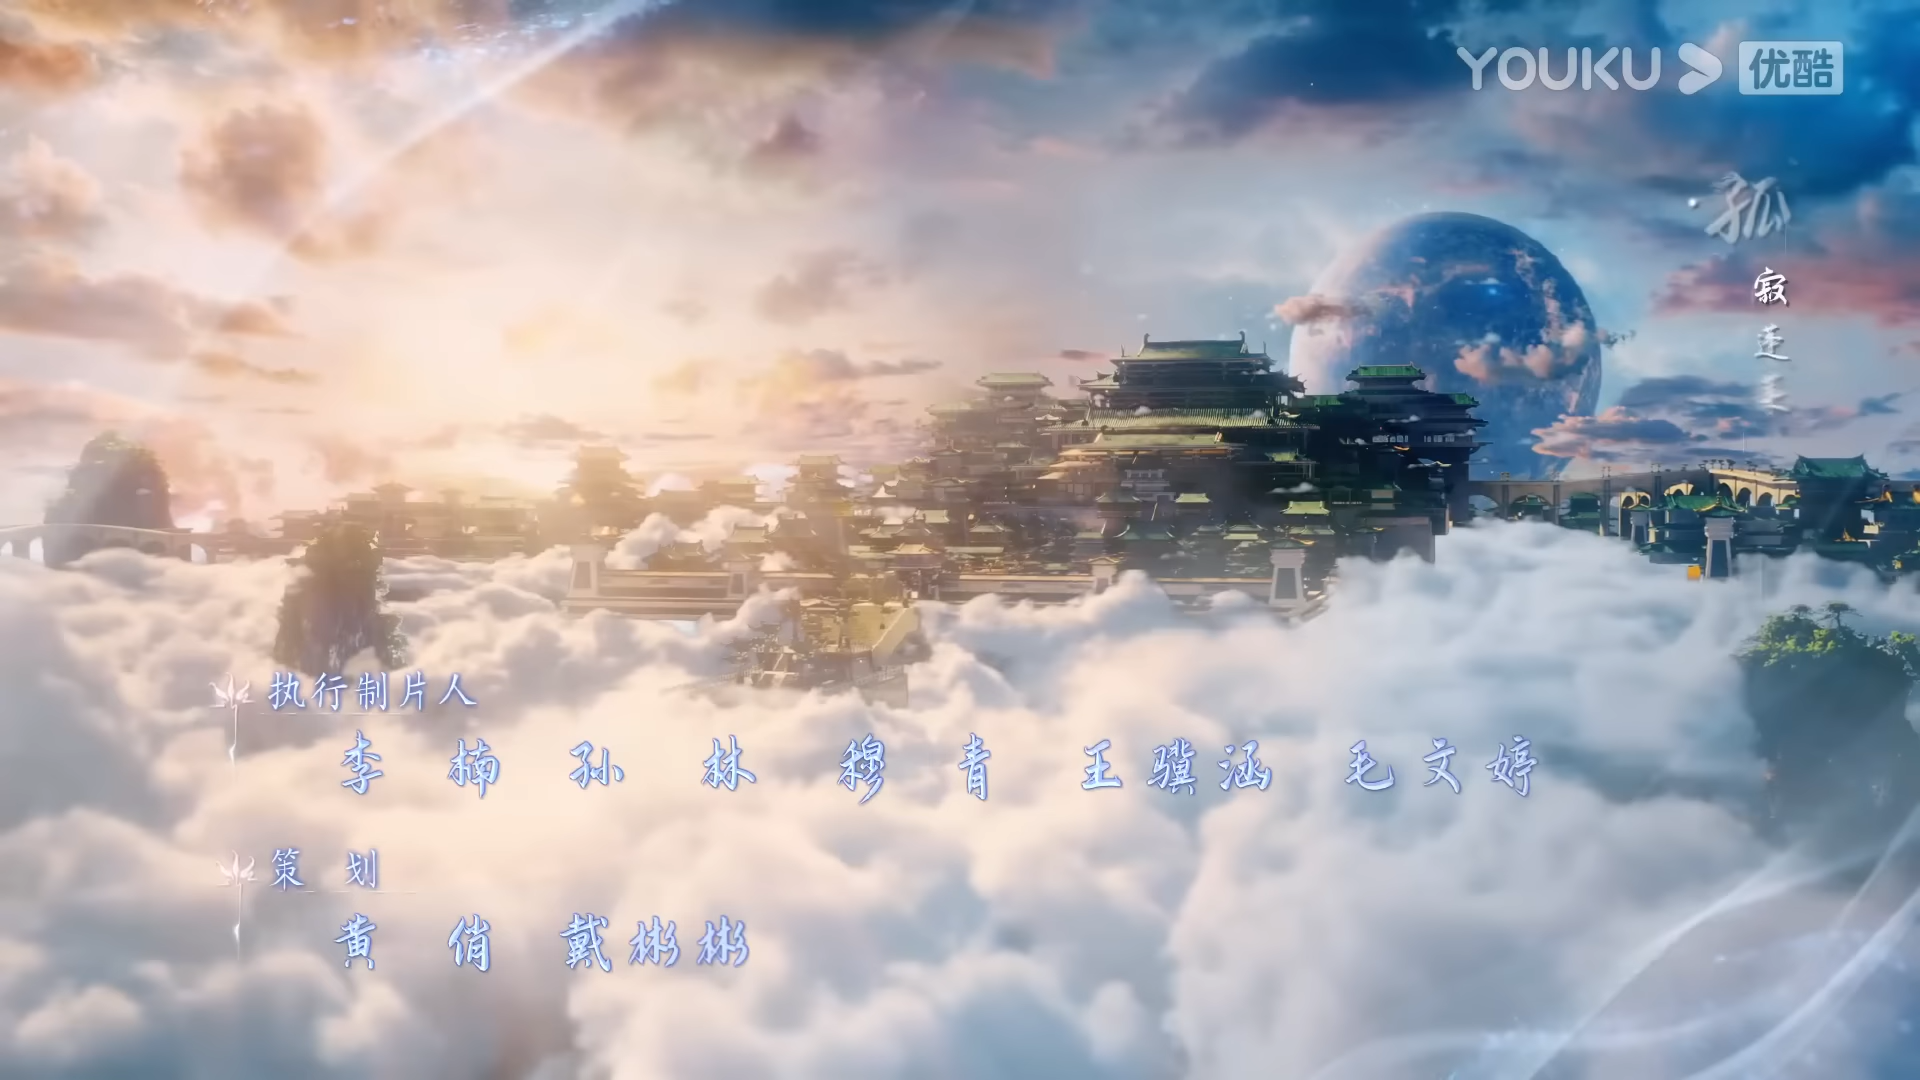 YOUKU 优酷
孤
寂
执行制片人
李楠 孙林 穆青 王骥涵 毛文婷
策划
黄俏 戴彬彬